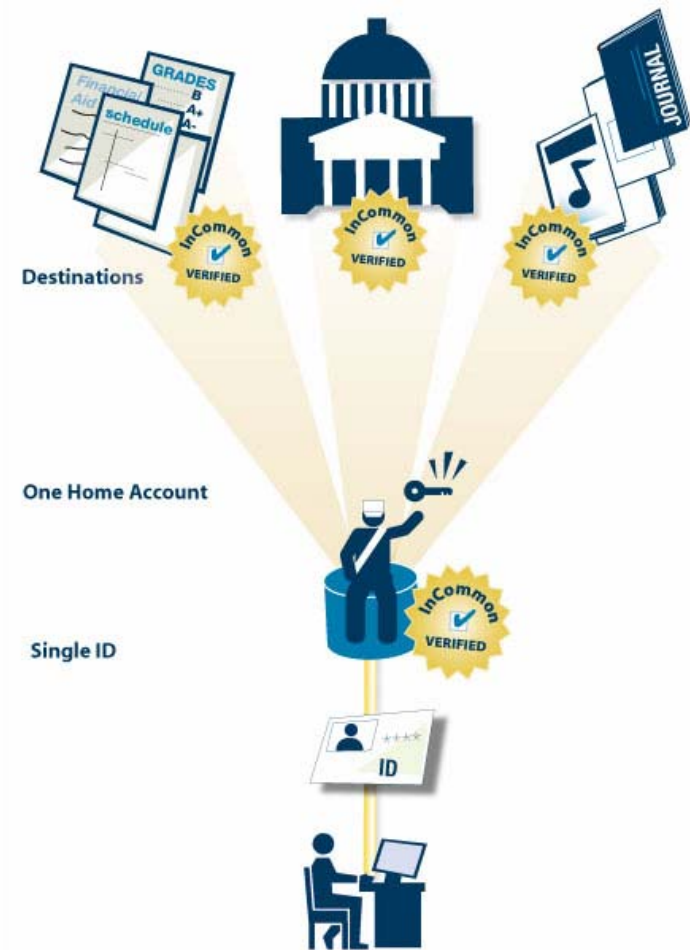 Financial
Aid
GRADES
B
A+
A-
schedule
JOURNAL
InCommon
VERIFIED
InCommon
VERIFIED
InCommon
VERIFIED
Destinations
One Home Account
InCommon
VERIFIED
Single ID
****
ID